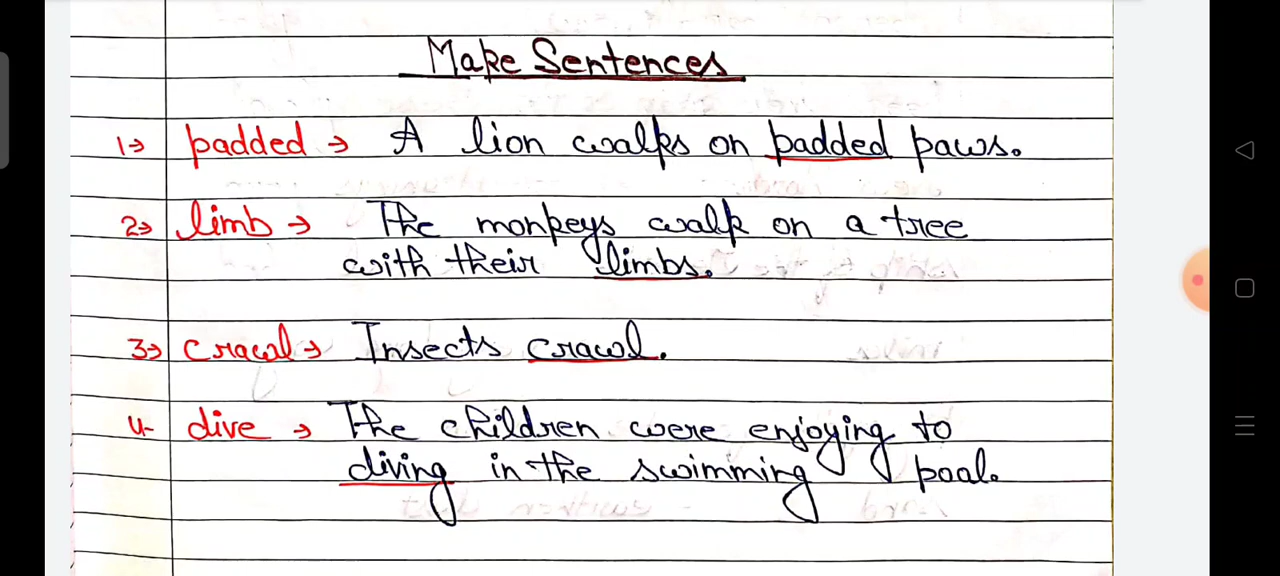 Make Sentences
1→ padded → A lion walks on padded paws.
2→ limb → The monkeys walk on a tree
with their limbs.
3→ crawl → Insects crawl.
4- dive → The children were enjoying to
diving in the swimming paal.